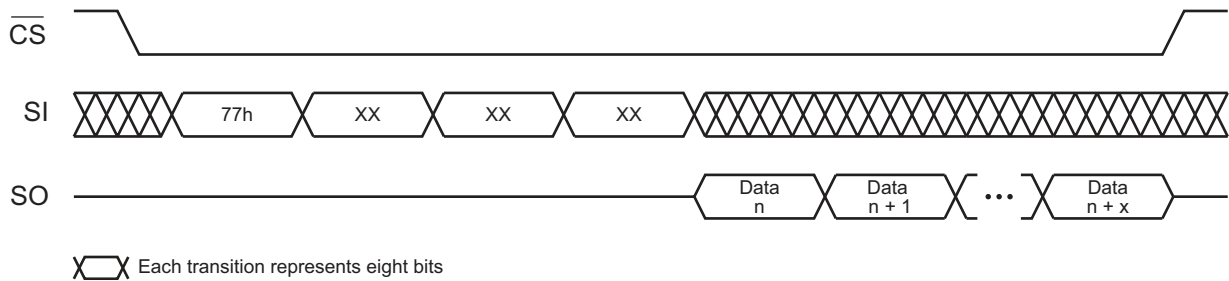 CS
SI 77h XX XX XX
SO Data n Data n + 1 ••• Data n + x
Each transition represents eight bits